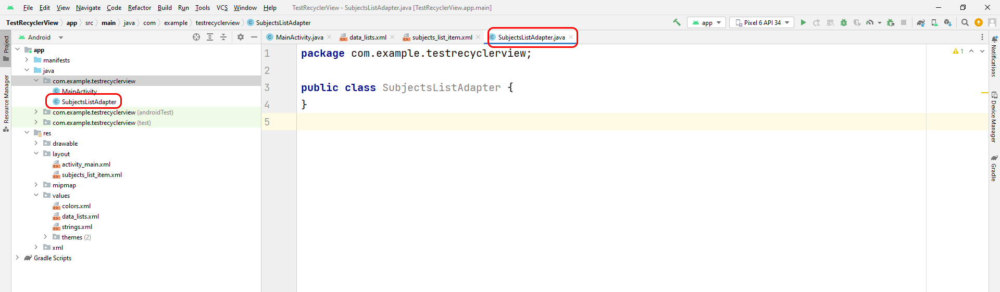 File Edit View Navigate Code Refactor Build Run Tools VCS Window Help TestRecyclerView - SubjectsListAdapter.java [TestRecyclerView.app.main]
TestRecyclerView app src main java com example testrecyclerview SubjectsListAdapter app Pixel 6 API 34
Project
Resource Manager
Android
app
manifests
java
com.example.testrecyclerview
MainActivity
SubjectsListAdapter
com.example.testrecyclerview (androidTest)
com.example.testrecyclerview (test)
res
drawable
layout
activity_main.xml
subjects_list_item.xml
mipmap
values
colors.xml
data_lists.xml
strings.xml
themes (2)
xml
Gradle Scripts
MainActivity.java data_lists.xml subjects_list_item.xml SubjectsListAdapter.java
1 package com.example.testrecyclerview;
2
3 public class SubjectsListAdapter {
4 }
5
1
Notifications
Device Manager
Gradle